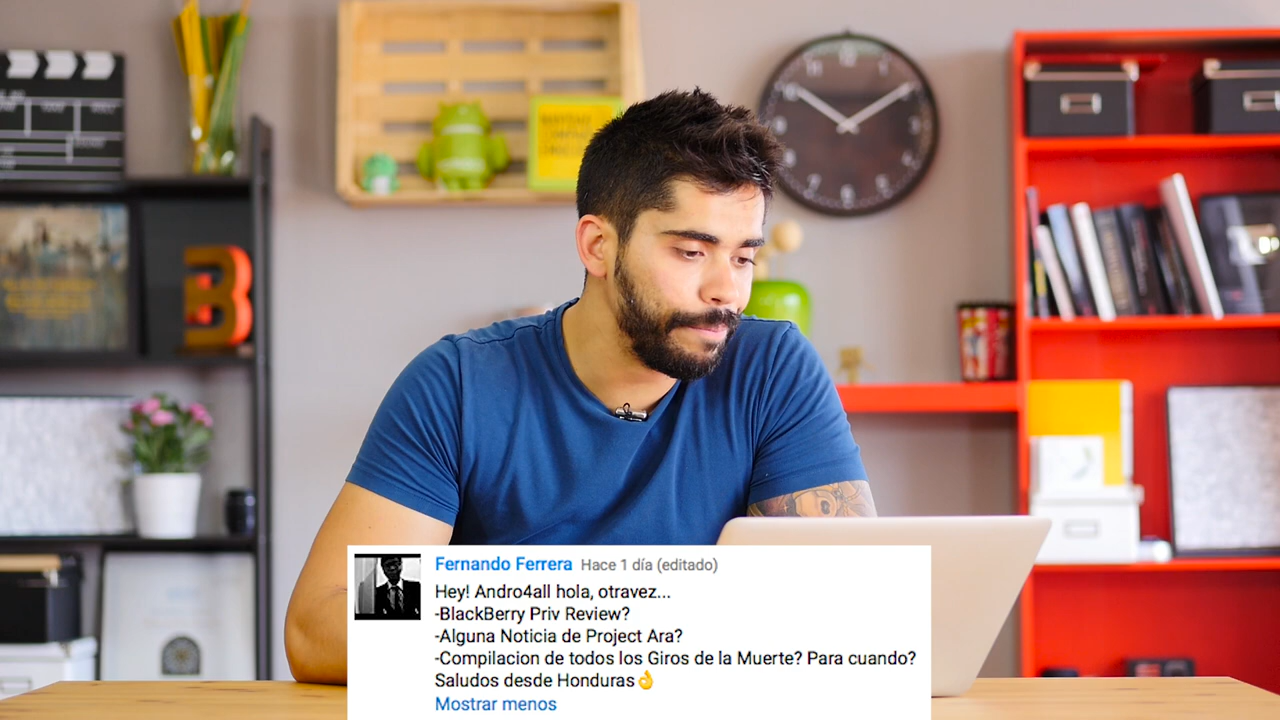 B
Fernando Ferrera Hace 1 día (editado)
Hey! Andro4all hola, otravez...
-BlackBerry Priv Review?
-Alguna Noticia de Project Ara?
-Compilacion de todos los Giros de la Muerte? Para cuando?
Saludos desde Honduras👌
Mostrar menos